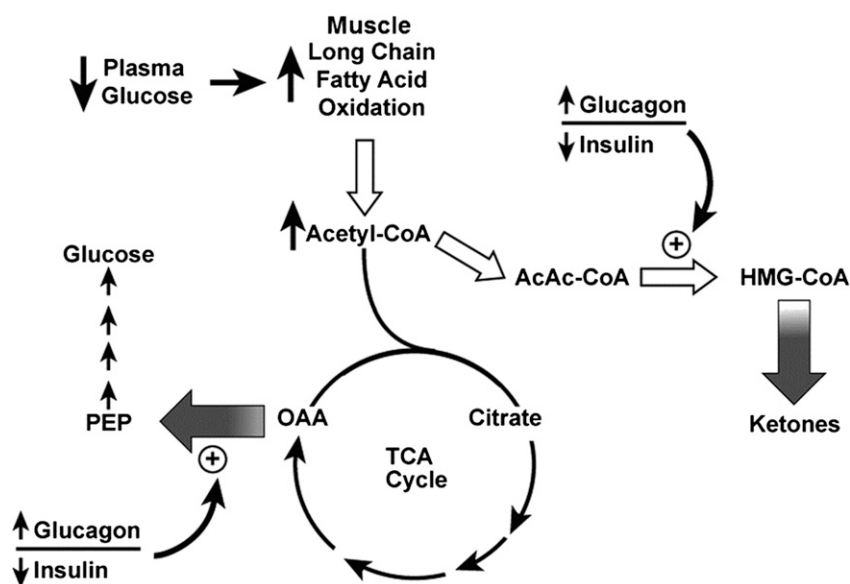 Muscle
Long Chain
Fatty Acid
Oxidation
Plasma
Glucose
Glucagon
Insulin
Acetyl-CoA
Glucose
AcAc-CoA
HMG-CoA
PEP
OAA
Citrate
Ketones
TCA
Cycle
Glucagon
Insulin